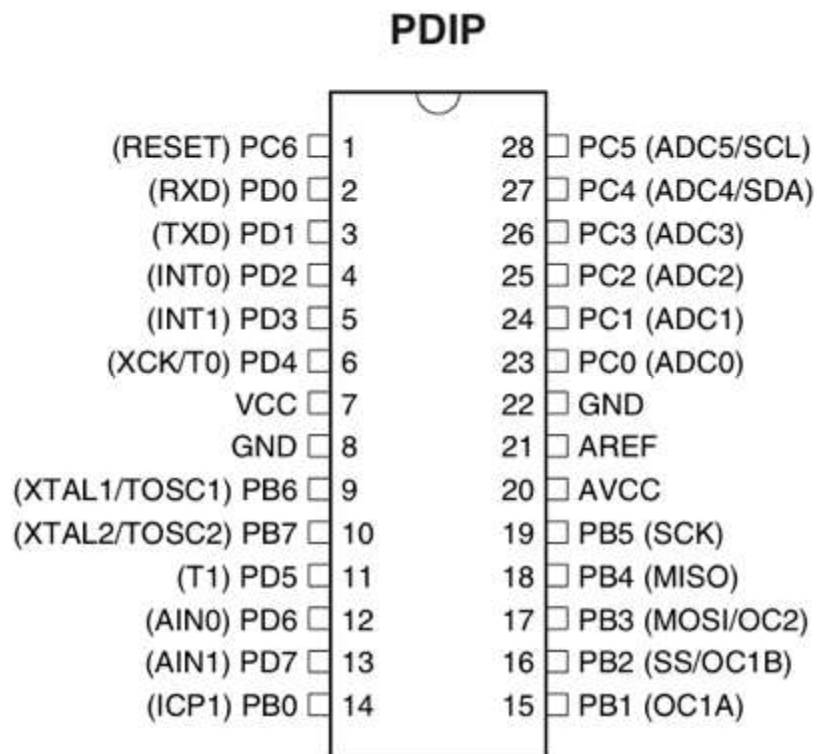 PDIP
(RESET) PC6 1 28 PC5 (ADC5/SCL)
(RXD) PD0 2 27 PC4 (ADC4/SDA)
(TXD) PD1 3 26 PC3 (ADC3)
(INT0) PD2 4 25 PC2 (ADC2)
(INT1) PD3 5 24 PC1 (ADC1)
(XCK/T0) PD4 6 23 PC0 (ADC0)
VCC 7 22 GND
GND 8 21 AREF
(XTAL1/TOSC1) PB6 9 20 AVCC
(XTAL2/TOSC2) PB7 10 19 PB5 (SCK)
(T1) PD5 11 18 PB4 (MISO)
(AIN0) PD6 12 17 PB3 (MOSI/OC2)
(AIN1) PD7 13 16 PB2 (SS/OC1B)
(ICP1) PB0 14 15 PB1 (OC1A)